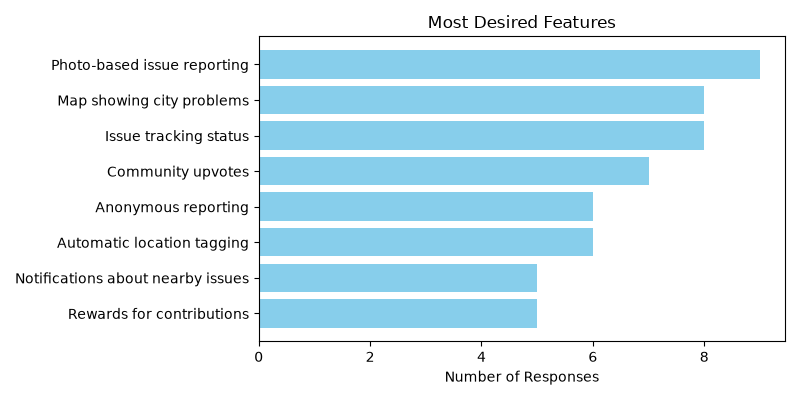 Most Desired Features
Photo-based issue reporting
Map showing city problems
Issue tracking status
Community upvotes
Anonymous reporting
Automatic location tagging
Notifications about nearby issues
Rewards for contributions
0 2 4 6 8
Number of Responses